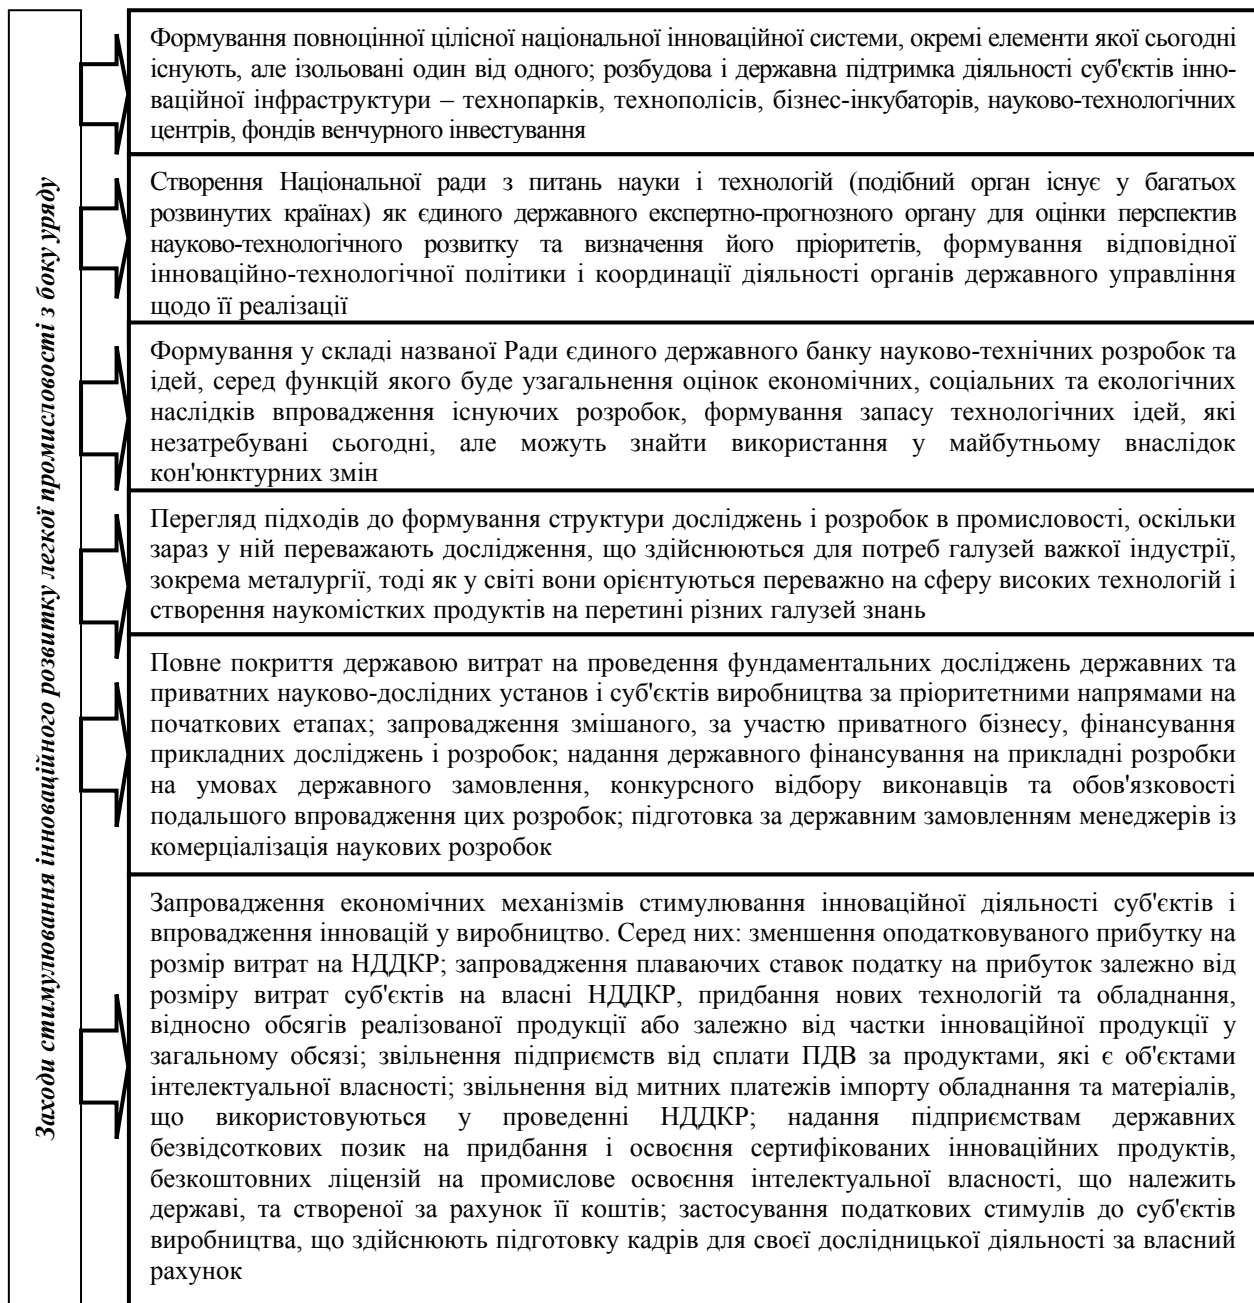 Заходи стимулювання інноваційного розвитку легкої промисловості з боку уряду
Формування повноцінної цілісної національної інноваційної системи, окремі елементи якої сьогодні
існують, але ізольовані один від одного; розбудова і державна підтримка діяльності суб'єктів інно-
ваційної інфраструктури – технопарків, технополісів, бізнес-інкубаторів, науково-технологічних
центрів, фондів венчурного інвестування
Створення Національної ради з питань науки і технологій (подібний орган існує у багатьох
розвинутих країнах) як єдиного державного експертно-прогнозного органу для оцінки перспектив
науково-технологічного розвитку та визначення його пріоритетів, формування відповідної
інноваційно-технологічної політики і координації діяльності органів державного управління
щодо її реалізації
Формування у складі названої Ради єдиного державного банку науково-технічних розробок та
ідей, серед функцій якого буде узагальнення оцінок економічних, соціальних та екологічних
наслідків впровадження існуючих розробок, формування запасу технологічних ідей, які
незатребувані сьогодні, але можуть знайти використання у майбутньому внаслідок
кон'юнктурних змін
Перегляд підходів до формування структури досліджень і розробок в промисловості, оскільки
зараз у ній переважають дослідження, що здійснюються для потреб галузей важкої індустрії,
зокрема металургії, тоді як у світі вони орієнтуються переважно на сферу високих технологій і
створення наукомістких продуктів на перетині різних галузей знань
Повне покриття державою витрат на проведення фундаментальних досліджень державних та
приватних науково-дослідних установ і суб'єктів виробництва за пріоритетними напрямами на
початкових етапах; запровадження змішаного, за участю приватного бізнесу, фінансування
прикладних досліджень і розробок; надання державного фінансування на прикладні розробки
на умовах державного замовлення, конкурсного відбору виконавців та обов'язковості
подальшого впровадження цих розробок; підготовка за державним замовленням менеджерів із
комерціалізація наукових розробок
Запровадження економічних механізмів стимулювання інноваційної діяльності суб'єктів і
впровадження інновацій у виробництво. Серед них: зменшення оподатковуваного прибутку на
розмір витрат на НДДКР; запровадження плаваючих ставок податку на прибуток залежно від
розміру витрат суб'єктів на власні НДДКР, придбання нових технологій та обладнання,
відносно обсягів реалізованої продукції або залежно від частки інноваційної продукції у
загальному обсязі; звільнення підприємств від сплати ПДВ за продуктами, які є об'єктами
інтелектуальної власності; звільнення від митних платежів імпорту обладнання та матеріалів,
що використовуються у проведенні НДДКР; надання підприємствам державних
безвідсоткових позик на придбання і освоєння сертифікованих інноваційних продуктів,
безкоштовних ліцензій на промислове освоєння інтелектуальної власності, що належить
державі, та створеної за рахунок її коштів; застосування податкових стимулів до суб'єктів
виробництва, що здійснюють підготовку кадрів для своєї дослідницької діяльності за власний
рахунок